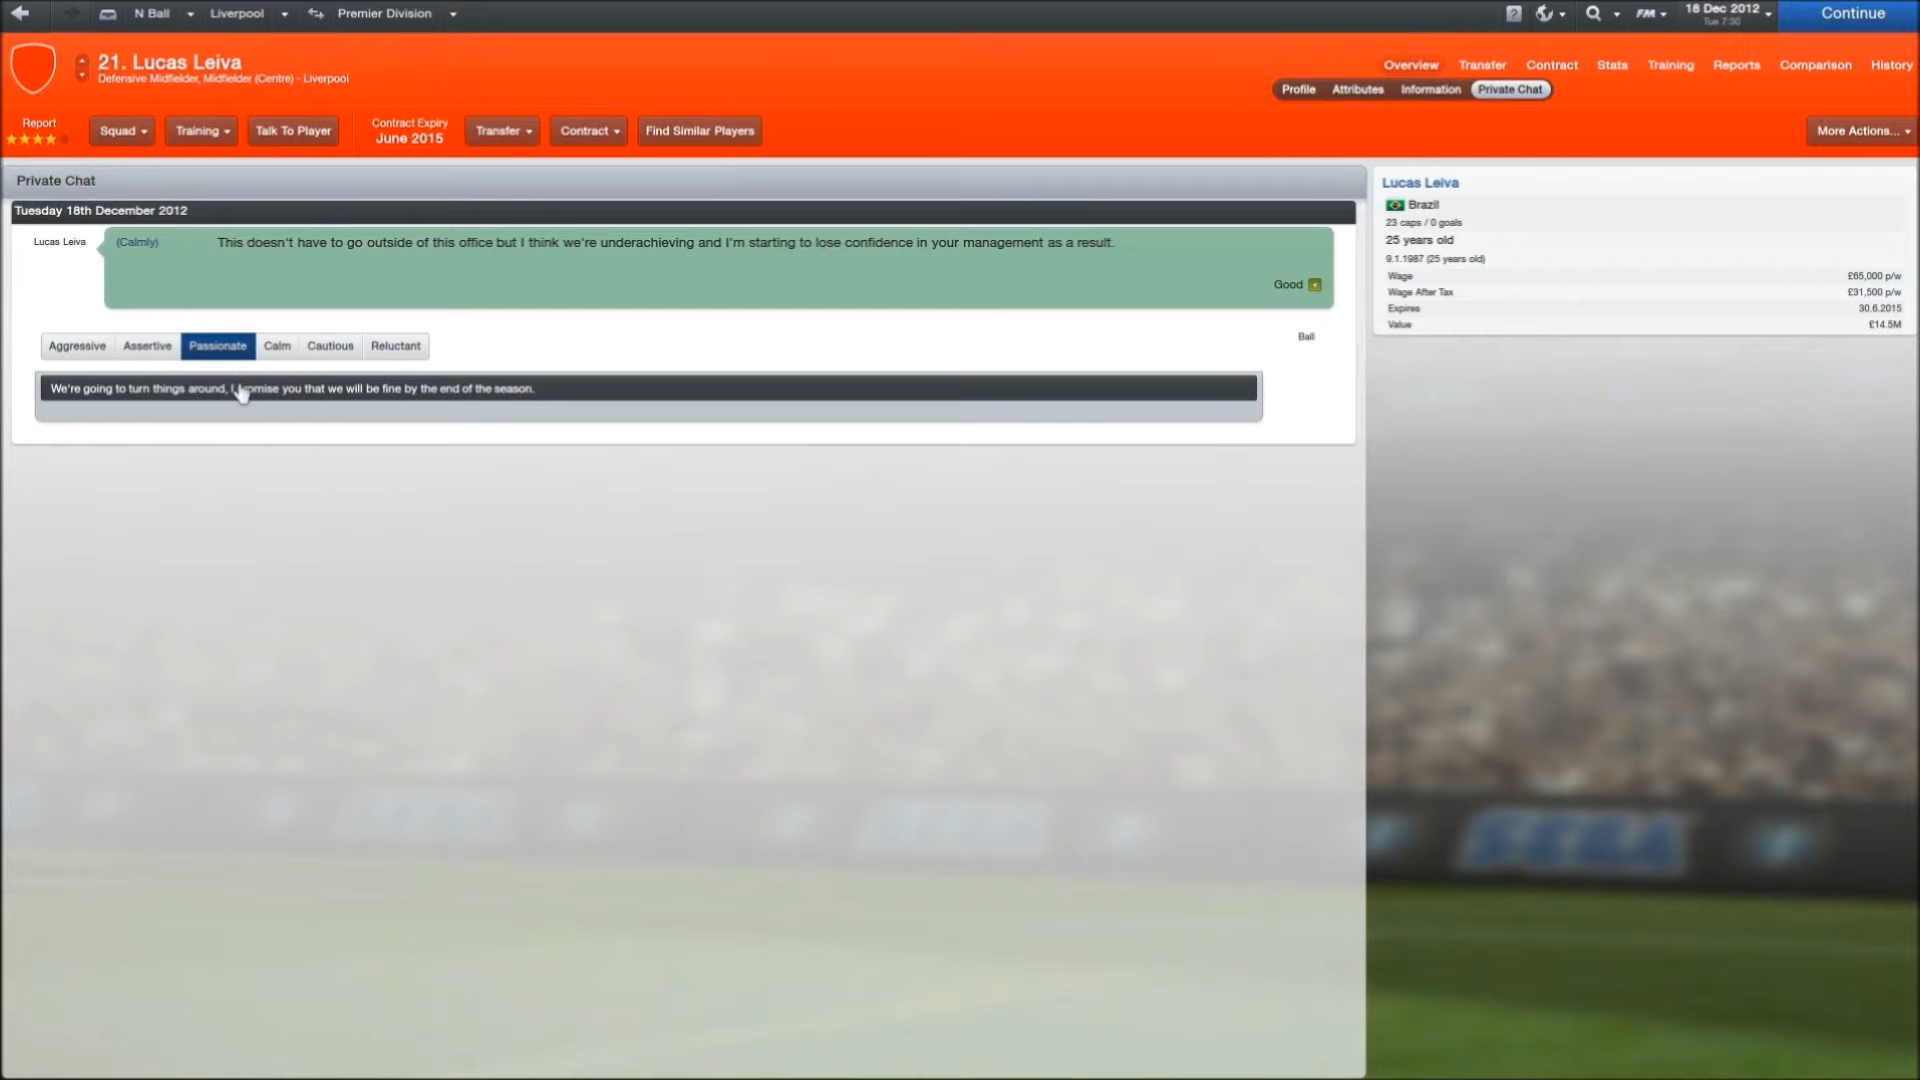 N Ball Liverpool Premier Division
18 Dec 2012
Tue 7:30
Continue
21. Lucas Leiva
Defensive Midfielder, Midfielder (Centre) - Liverpool
Overview Transfer Contract Stats Training Reports Comparison History
Profile Attributes Information Private Chat
Report
Squad Training Talk To Player
Contract Expiry
June 2015
Transfer Contract Find Similar Players
More Actions...
Private Chat
Tuesday 18th December 2012
Lucas Leiva (Calmly) This doesn't have to go outside of this office but I think we're underachieving and I'm starting to lose confidence in your management as a result.
Good
Aggressive Assertive Passionate Calm Cautious Reluctant
Ball
We're going to turn things around, I promise you that we will be fine by the end of the season.
Lucas Leiva
Brazil
23 caps / 0 goals
25 years old
9.1.1987 (25 years old)
Wage £65,000 p/w
Wage After Tax £31,500 p/w
Expires 30.6.2015
Value £14.5M
FM
SEGA